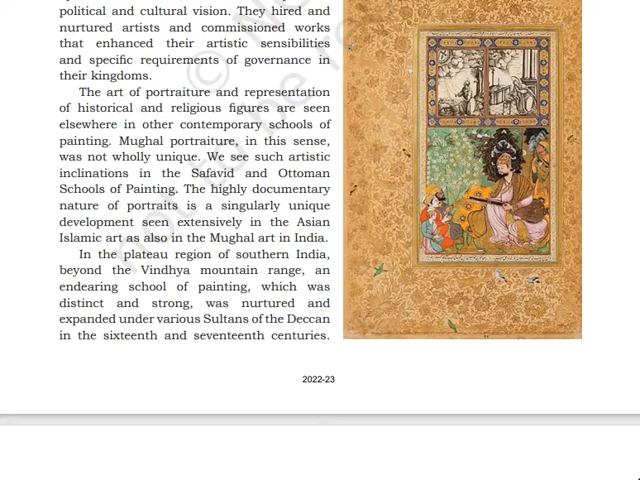 political and cultural vision. They hired and
nurtured artists and commissioned works
that enhanced their artistic sensibilities
and specific requirements of governance in
their kingdoms.
The art of portraiture and representation
of historical and religious figures are seen
elsewhere in other contemporary schools of
painting. Mughal portraiture, in this sense,
was not wholly unique. We see such artistic
inclinations in the Safavid and Ottoman
Schools of Painting. The highly documentary
nature of portraits is a singularly unique
development seen extensively in the Asian
Islamic art as also in the Mughal art in India.
In the plateau region of southern India,
beyond the Vindhya mountain range, an
endearing school of painting, which was
distinct and strong, was nurtured and
expanded under various Sultans of the Deccan
in the sixteenth and seventeenth centuries.
2022-23